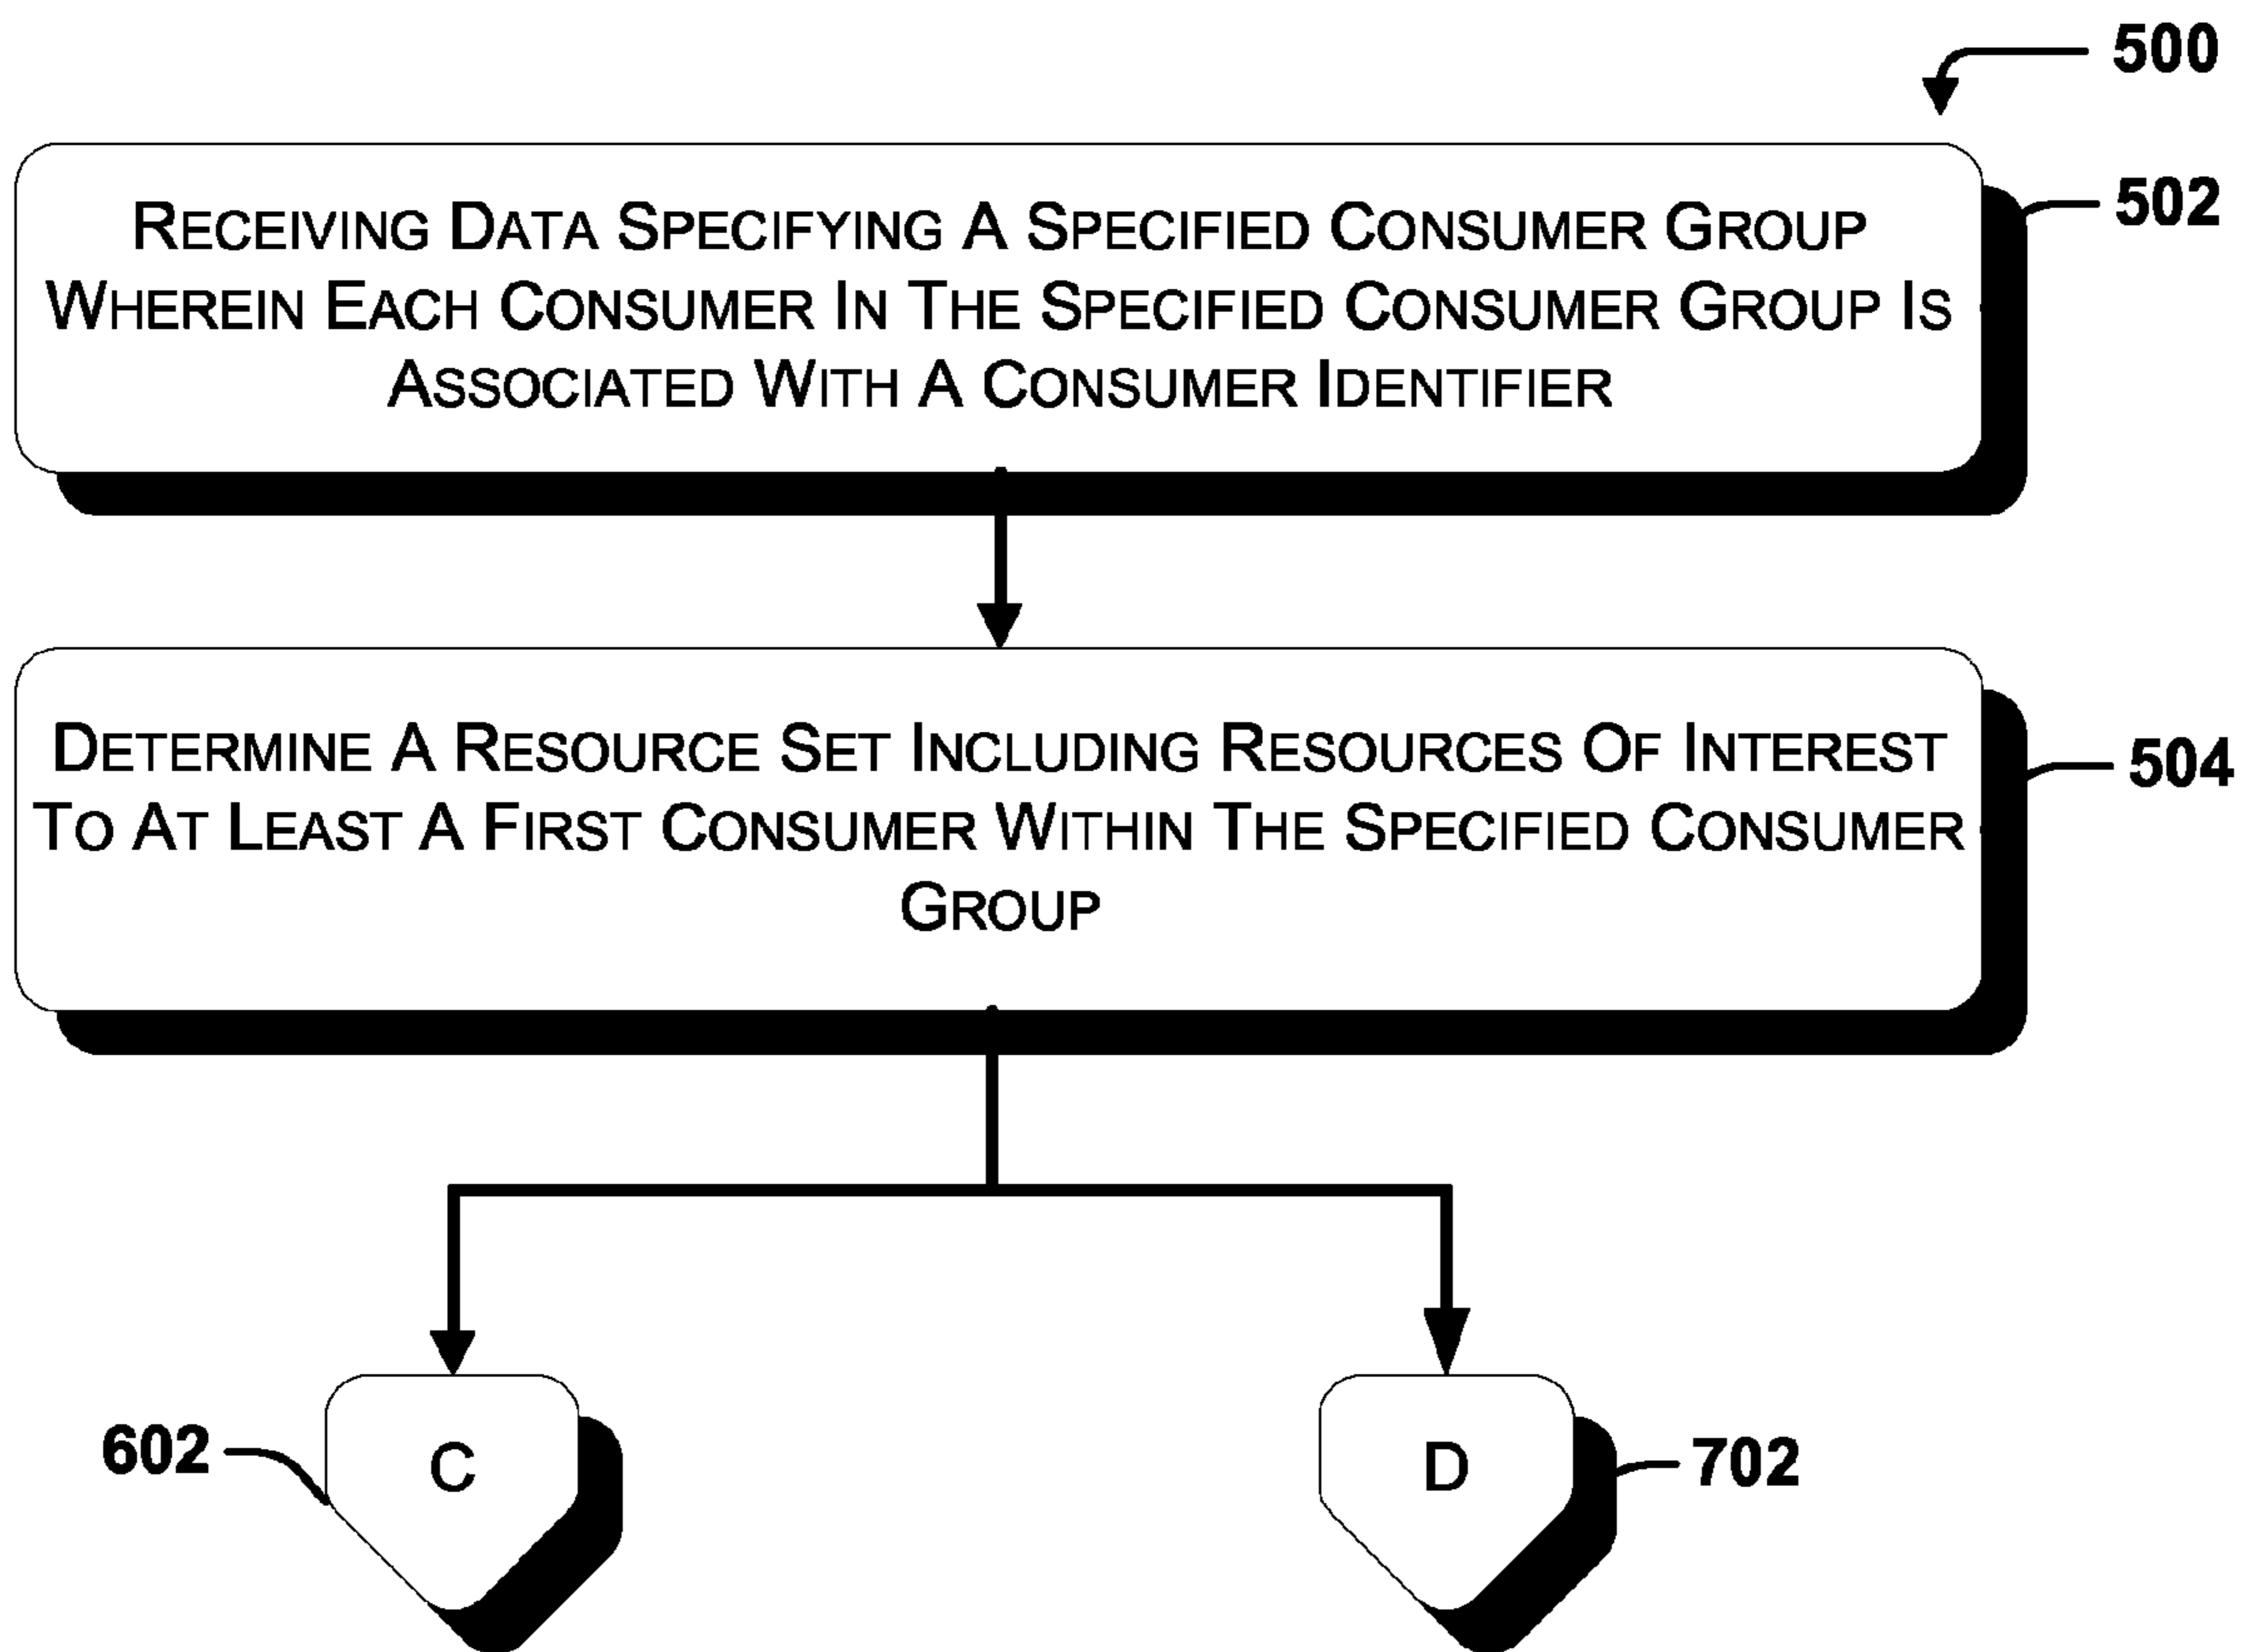 500
RECEIVING DATA SPECIFYING A SPECIFIED CONSUMER GROUP
WHEREIN EACH CONSUMER IN THE SPECIFIED CONSUMER GROUP IS
ASSOCIATED WITH A CONSUMER IDENTIFIER
502
DETERMINE A RESOURCE SET INCLUDING RESOURCES OF INTEREST
TO AT LEAST A FIRST CONSUMER WITHIN THE SPECIFIED CONSUMER
GROUP
504
602
C
D
702